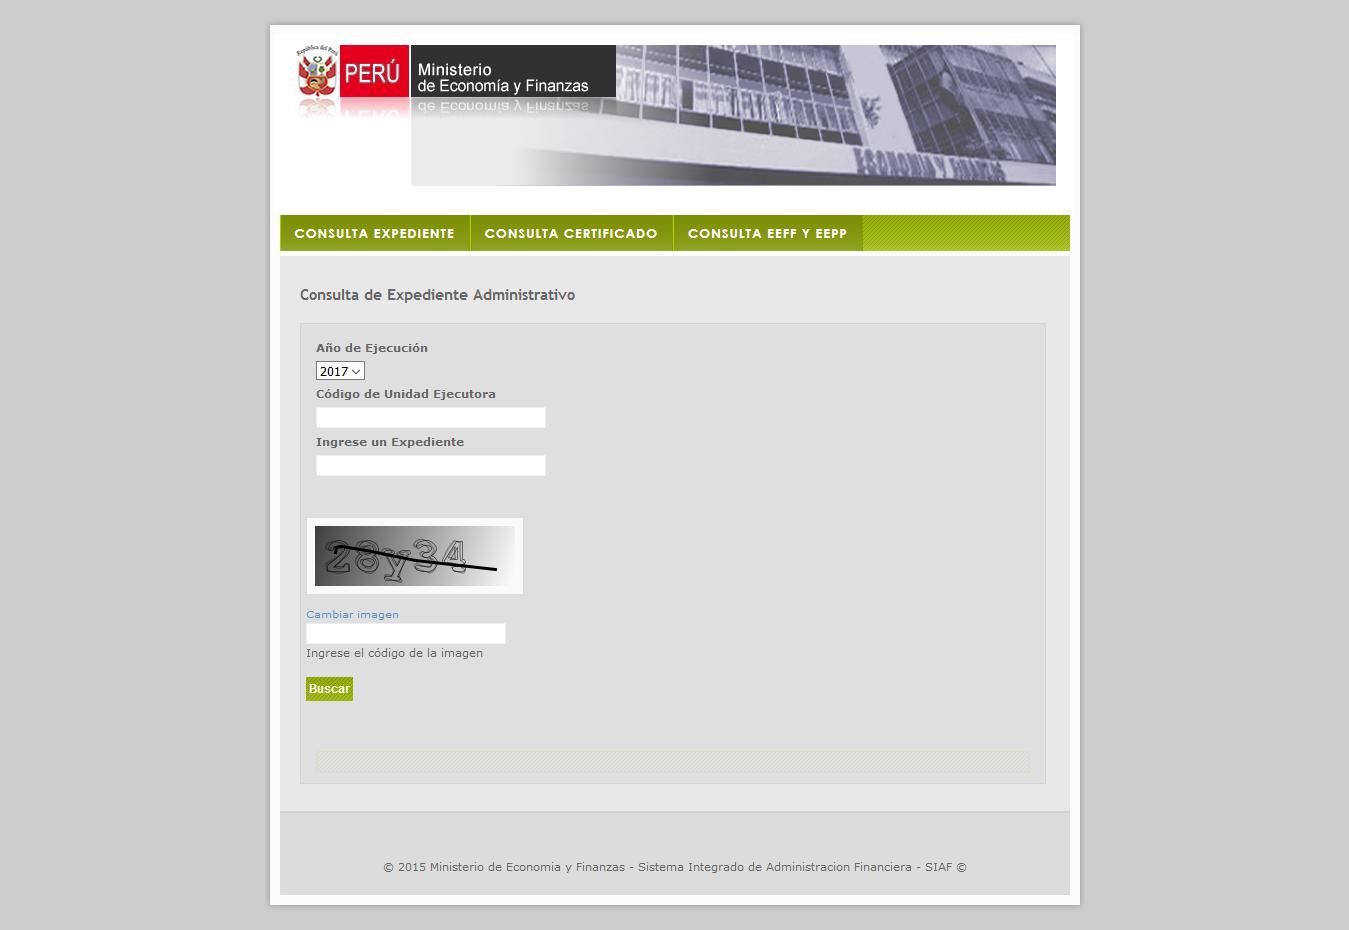 República del Perú
PERÚ
Ministerio
de Economía y Finanzas
CONSULTA EXPEDIENTE CONSULTA CERTIFICADO CONSULTA EEFF Y EEPP
Consulta de Expediente Administrativo
Año de Ejecución
2017
Código de Unidad Ejecutora
Ingrese un Expediente
28y34
Cambiar imagen
Ingrese el código de la imagen
Buscar
© 2015 Ministerio de Economia y Finanzas - Sistema Integrado de Administracion Financiera - SIAF ©